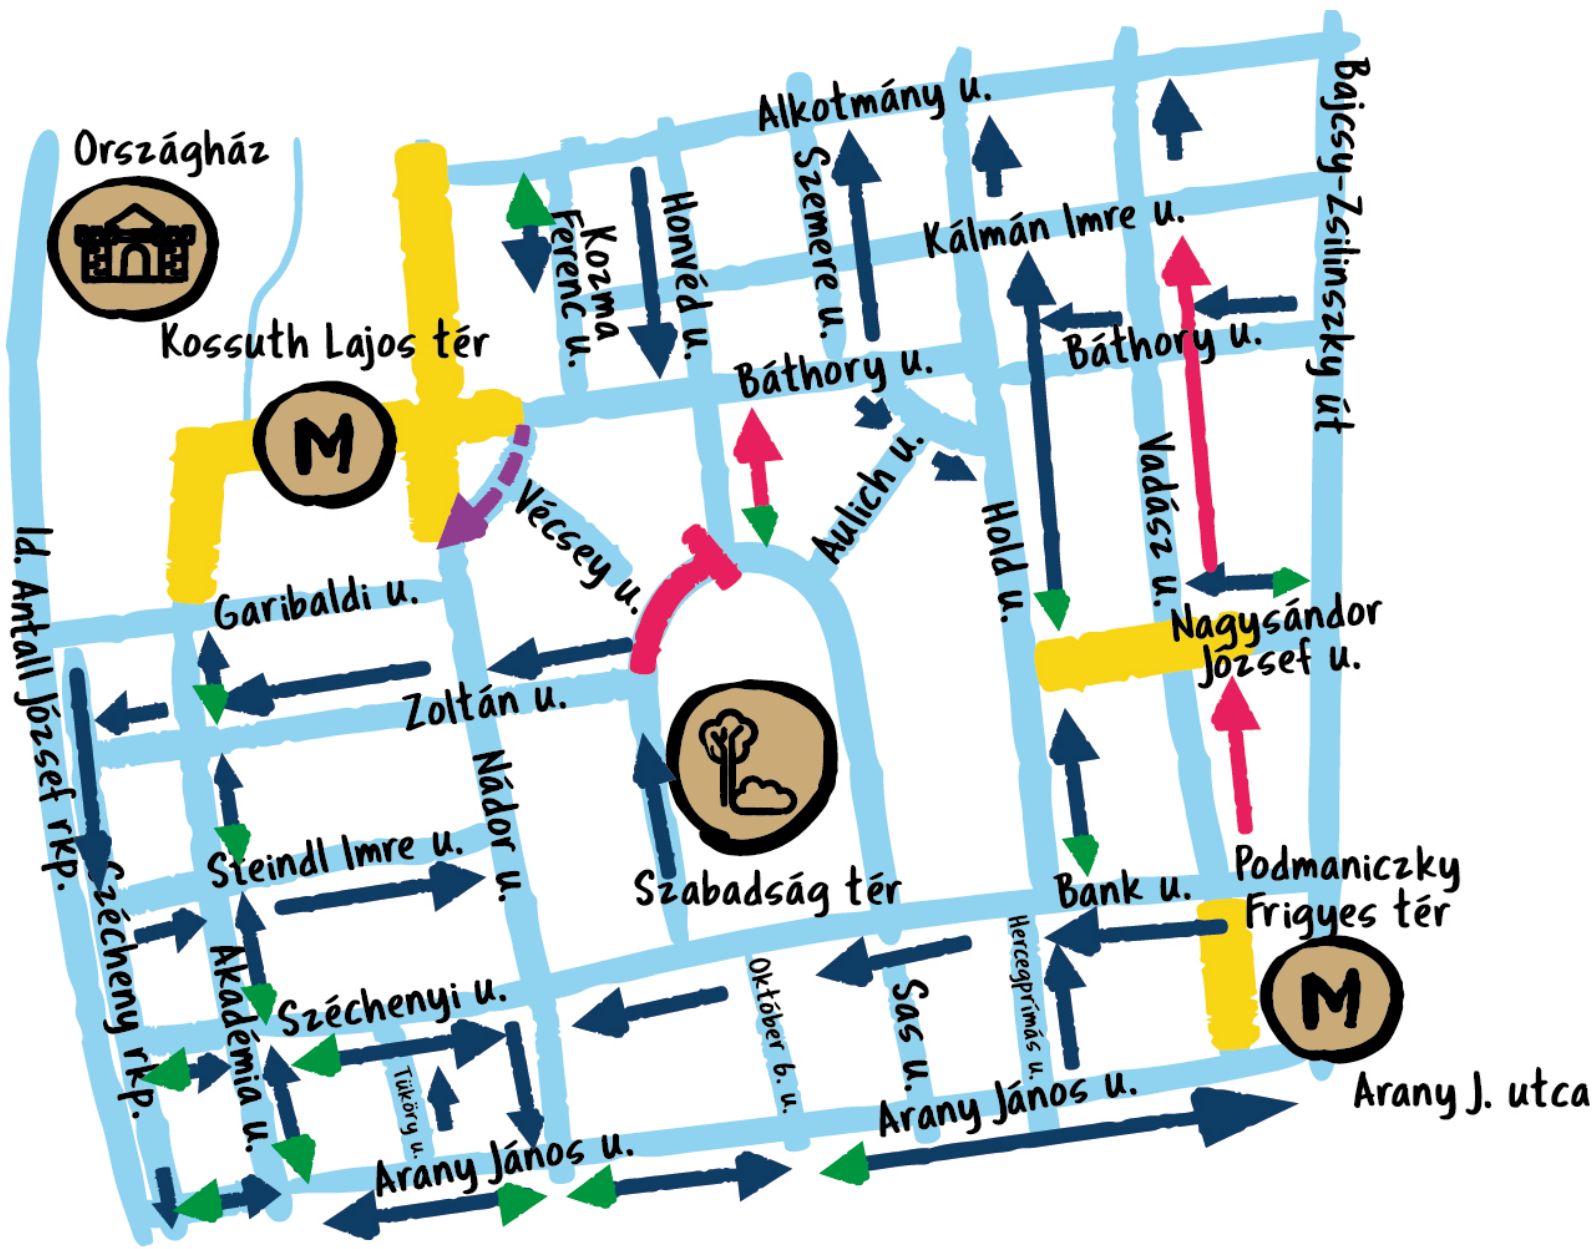 Alkotmány u.
Bajcsy-Zsilinszky út
Országház
Szemere u.
Honvéd u.
Kozma
Ferenc u.
Kálmán Imre u.
Kossuth Lajos tér
Báthory u.
Báthory u.
M
Aulich u.
Vadász u.
Vécsey u.
Hold u.
Id. Antall József rkp.
Garibaldi u.
Nagysándor
József u.
Zoltán u.
Nádor u.
Steindl Imre u.
Szabadság tér
Bank u.
Podmaniczky
Frigyes tér
Széchenyi rkp.
Akadémia u.
Széchenyi u.
Október 6. u.
Sas u.
Hercegprímás u.
M
Tüköry u.
Arany János u.
Arany János u.
Arany J. utca